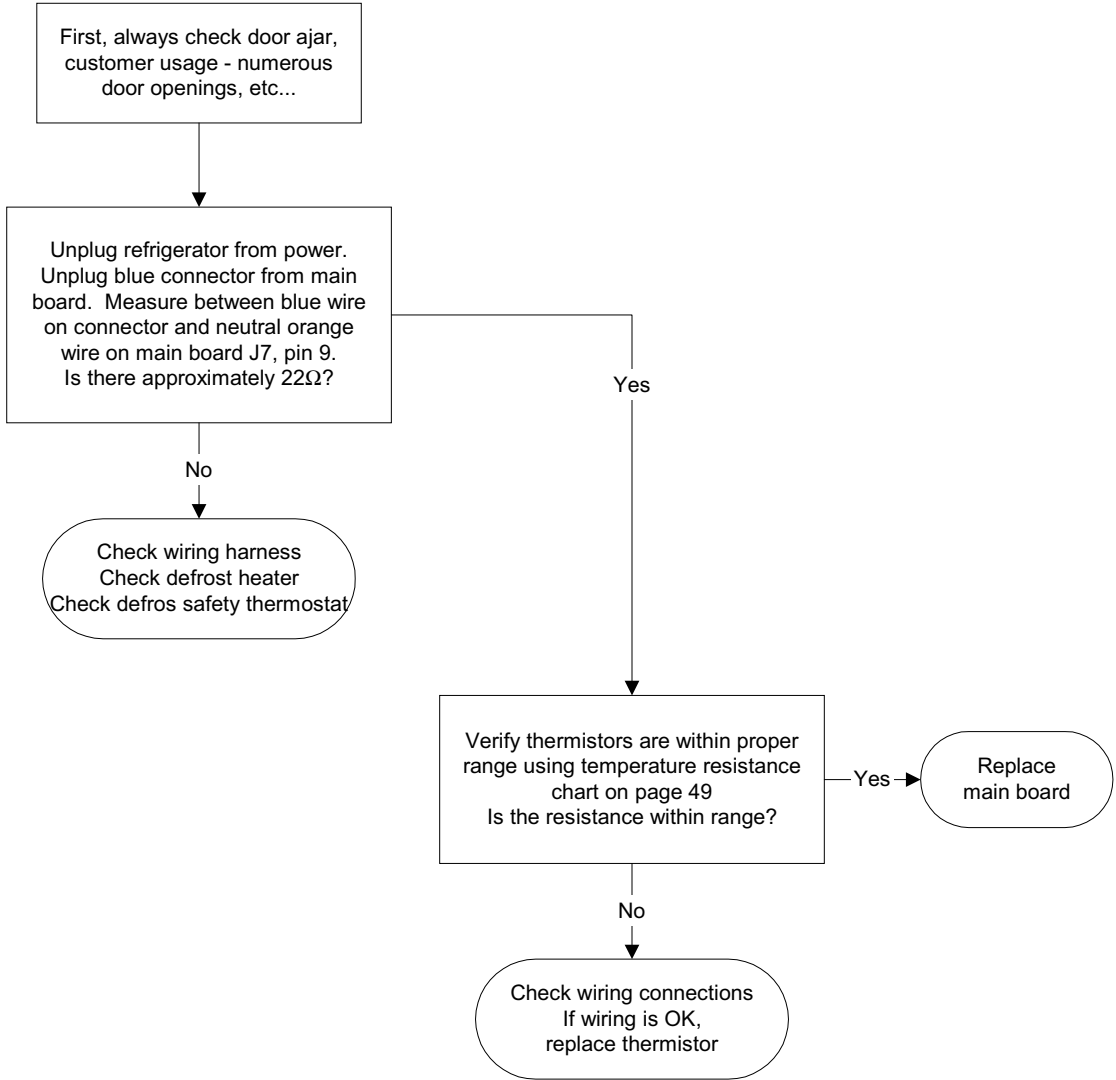 First, always check door ajar,
customer usage - numerous
door openings, etc...
Unplug refrigerator from power.
Unplug blue connector from main
board.  Measure between blue wire
on connector and neutral orange
wire on main board J7, pin 9.
Is there approximately 22Ω?
Yes
No
Check wiring harness
Check defrost heater
Check defros safety thermostat
Verify thermistors are within proper
range using temperature resistance
chart on page 49
Is the resistance within range?
Yes
Replace
main board
No
Check wiring connections
If wiring is OK,
replace thermistor